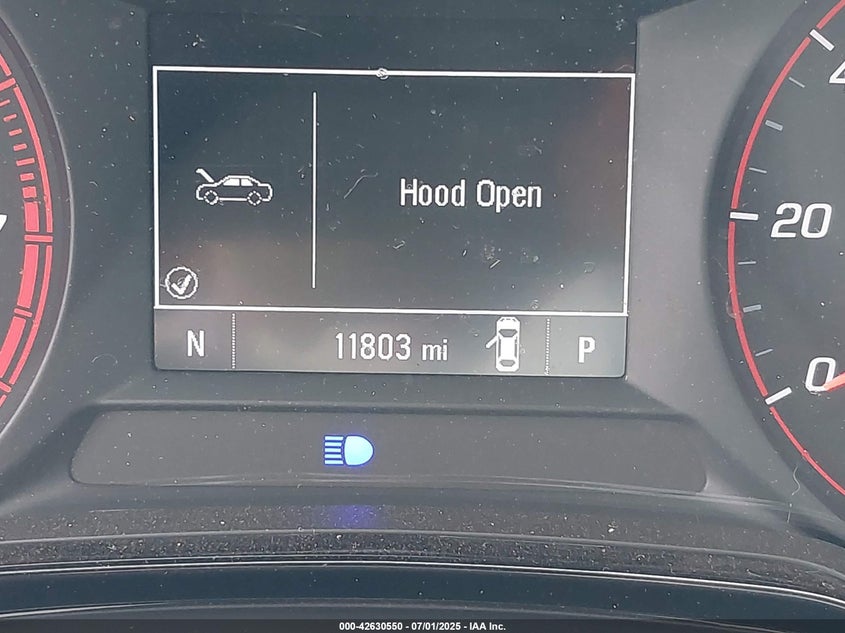 Hood Open
N 11803 mi P
20
0
000-42630550 - 07/01/2025 - IAA Inc.